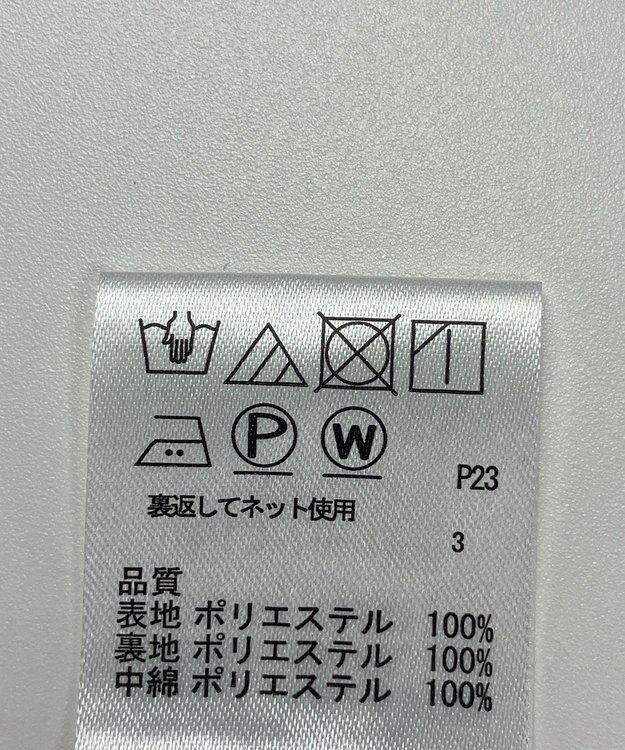 P W
P23
裏返してネット使用
3
品質
表地 ポリエステル 100%
裏地 ポリエステル 100%
中綿 ポリエステル 100%